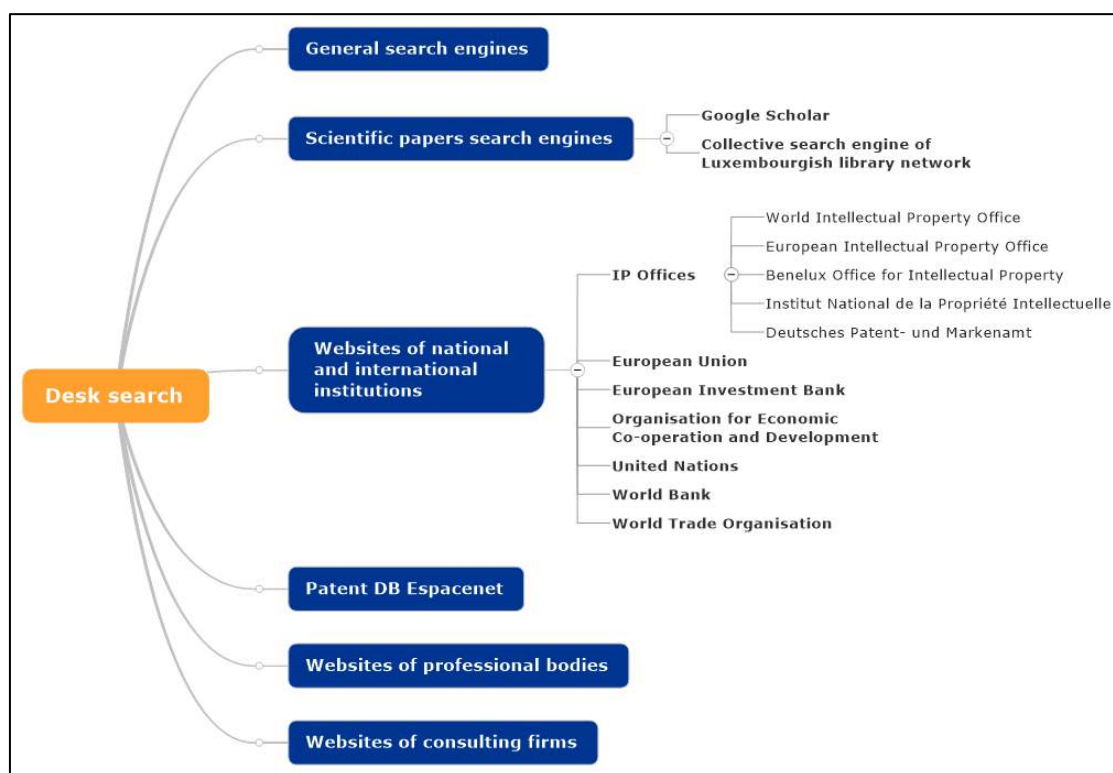 General search engines
Scientific papers search engines
Google Scholar
Collective search engine of
Luxembourgish library network
World Intellectual Property Office
European Intellectual Property Office
IP Offices
Benelux Office for Intellectual Property
Institut National de la Propriété Intellectuelle
Deutsches Patent- und Markenamt
Websites of national
and international
institutions
European Union
European Investment Bank
Organisation for Economic
Co-operation and Development
United Nations
World Bank
World Trade Organisation
Desk search
Patent DB Espacenet
Websites of professional bodies
Websites of consulting firms